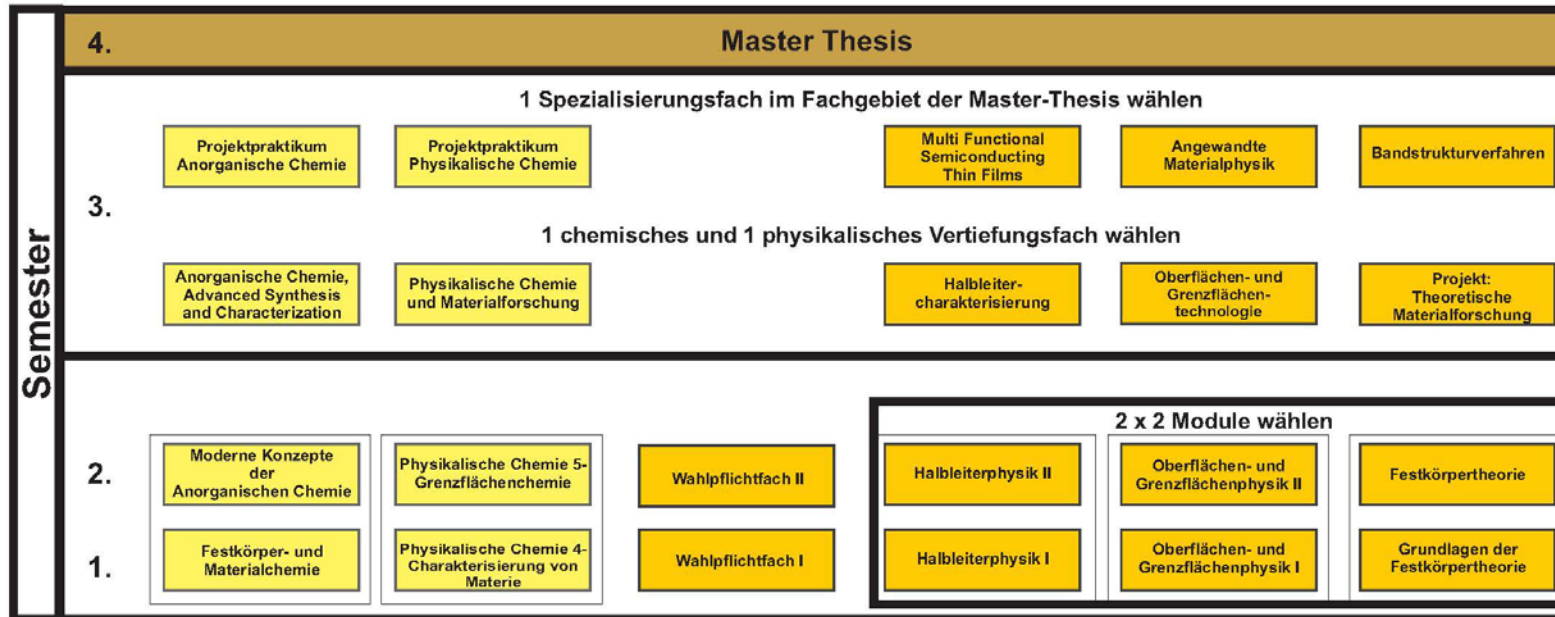 Semester
4.
Master Thesis
1 Spezialisierungsfach im Fachgebiet der Master-Thesis wählen
3.
Projektpraktikum
Anorganische Chemie
Projektpraktikum
Physikalische Chemie
Multi Functional
Semiconducting
Thin Films
Angewandte
Materialphysik
Bandstrukturverfahren
1 chemisches und 1 physikalisches Vertiefungsfach wählen
Anorganische Chemie,
Advanced Synthesis
and Characterization
Physikalische Chemie
und Materialforschung
Halbleiter-
charakterisierung
Oberflächen- und
Grenzflächen-
technologie
Projekt:
Theoretische
Materialforschung
2 x 2 Module wählen
2.
Moderne Konzepte
der
Anorganischen Chemie
Physikalische Chemie 5-
Grenzflächenchemie
Wahlpflichtfach II
Halbleiterphysik II
Oberflächen- und
Grenzflächenphysik II
Festkörpertheorie
1.
Festkörper- und
Materialchemie
Physikalische Chemie 4-
Charakterisierung von
Materie
Wahlpflichtfach I
Halbleiterphysik I
Oberflächen- und
Grenzflächenphysik I
Grundlagen der
Festkörpertheorie